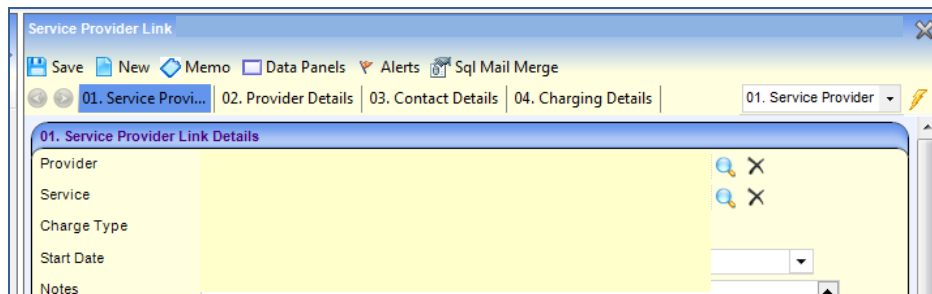 Service Provider Link
Save New Memo Data Panels Alerts Sql Mail Merge
01. Service Provi... 02. Provider Details 03. Contact Details 04. Charging Details 01. Service Provider
01. Service Provider Link Details
Provider
Service
Charge Type
Start Date
Notes